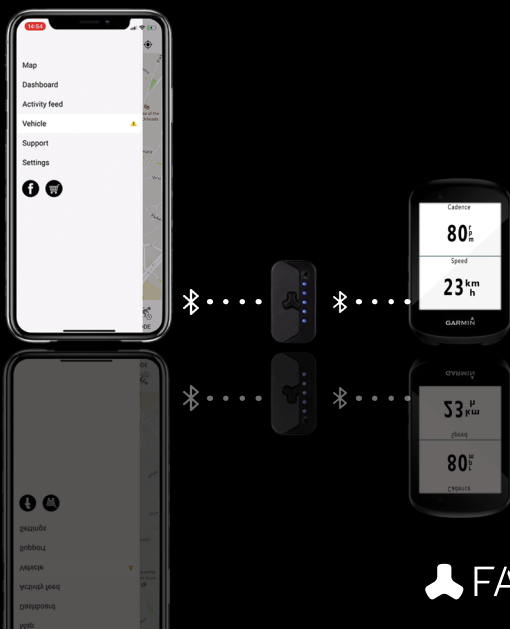 14:54
Map
Dashboard
Activity feed
Vehicle
Support
Settings
Cadence
80 rpm
Speed
23 km h
GARMIN
FA